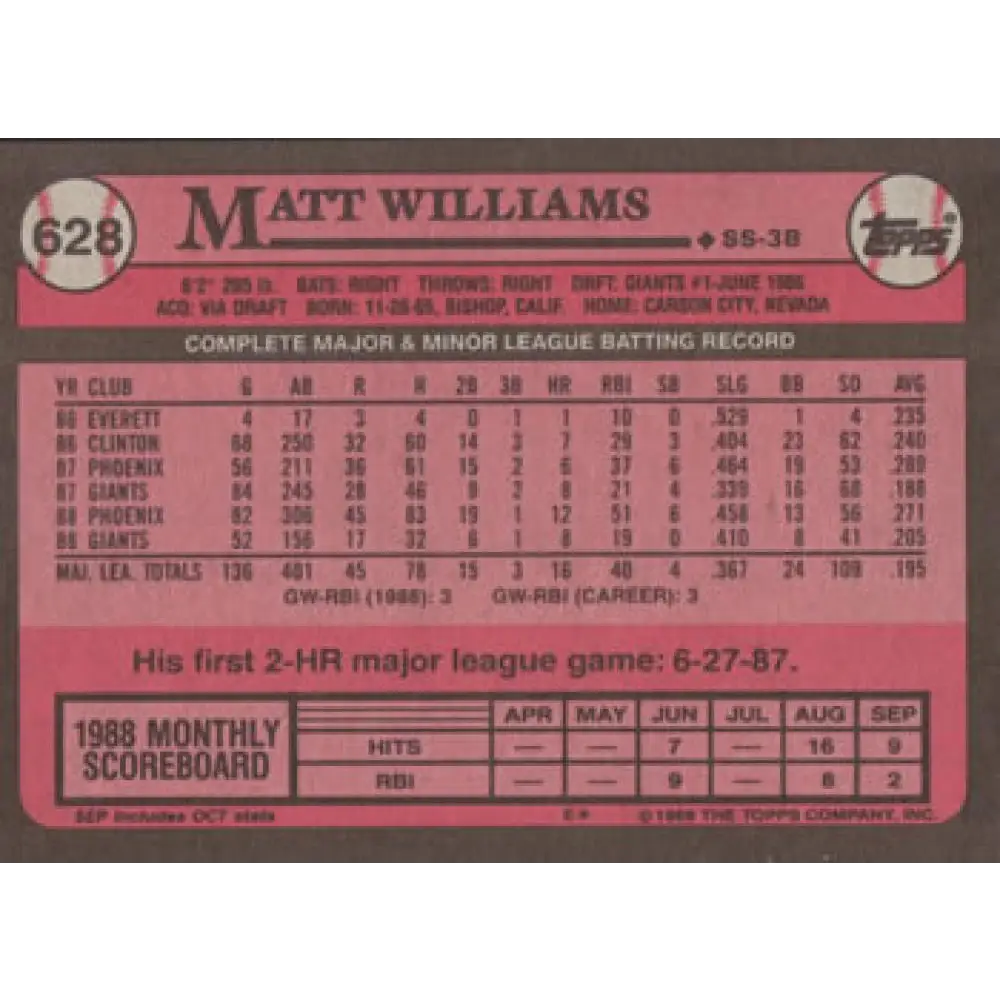 628
MATT WILLIAMS
SS-3B
TOPPS®
6'2" 205 lb. BATS: RIGHT THROWS: RIGHT DRFT: GIANTS #1-JUNE 1986
ACQ: VIA DRAFT BORN: 11-28-65, BISHOP, CALIF. HOME: CARSON CITY, NEVADA
COMPLETE MAJOR & MINOR LEAGUE BATTING RECORD
YR CLUB G AB R H 2B 3B HR RBI SB SLG BB SO AVG
86 EVERETT 4 17 3 4 0 1 1 10 0 .529 1 4 .235
86 CLINTON 68 250 32 60 14 3 7 29 3 .404 23 62 .240
87 PHOENIX 56 211 36 61 15 2 6 37 6 .464 19 53 .289
87 GIANTS 84 245 28 46 9 2 8 21 4 .339 16 68 .188
88 PHOENIX 82 306 45 83 19 1 12 51 6 .458 13 56 .271
88 GIANTS 52 156 17 32 6 1 8 19 0 .410 8 41 .205
MAJ. LEA. TOTALS 136 401 45 78 15 3 16 40 4 .367 24 109 .195
GW-RBI (1988): 3 GW-RBI (CAREER): 3
His first 2-HR major league game: 6-27-87.
1988 MONTHLY SCOREBOARD
APR MAY JUN JUL AUG SEP
HITS — — 7 — 16 9
RBI — — 9 — 8 2
SEP includes OCT stats
© 1989 THE TOPPS COMPANY, INC.